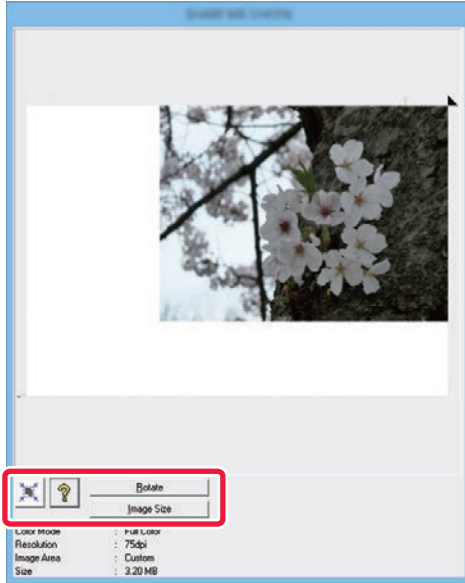 Rotate
Image Size
Color Mode : Full Color
Resolution : 75dpi
Image Area : Custom
Size : 3.20 MB